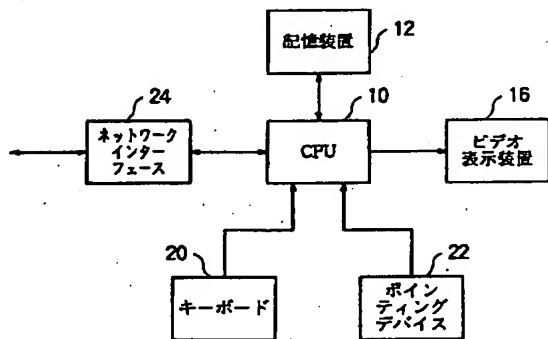 12
記憶装置
24
10
16
ネットワーク
インター
フェース
CPU
ビデオ
表示装置
20
22
キーボード
ポイン
ティング
デバイス